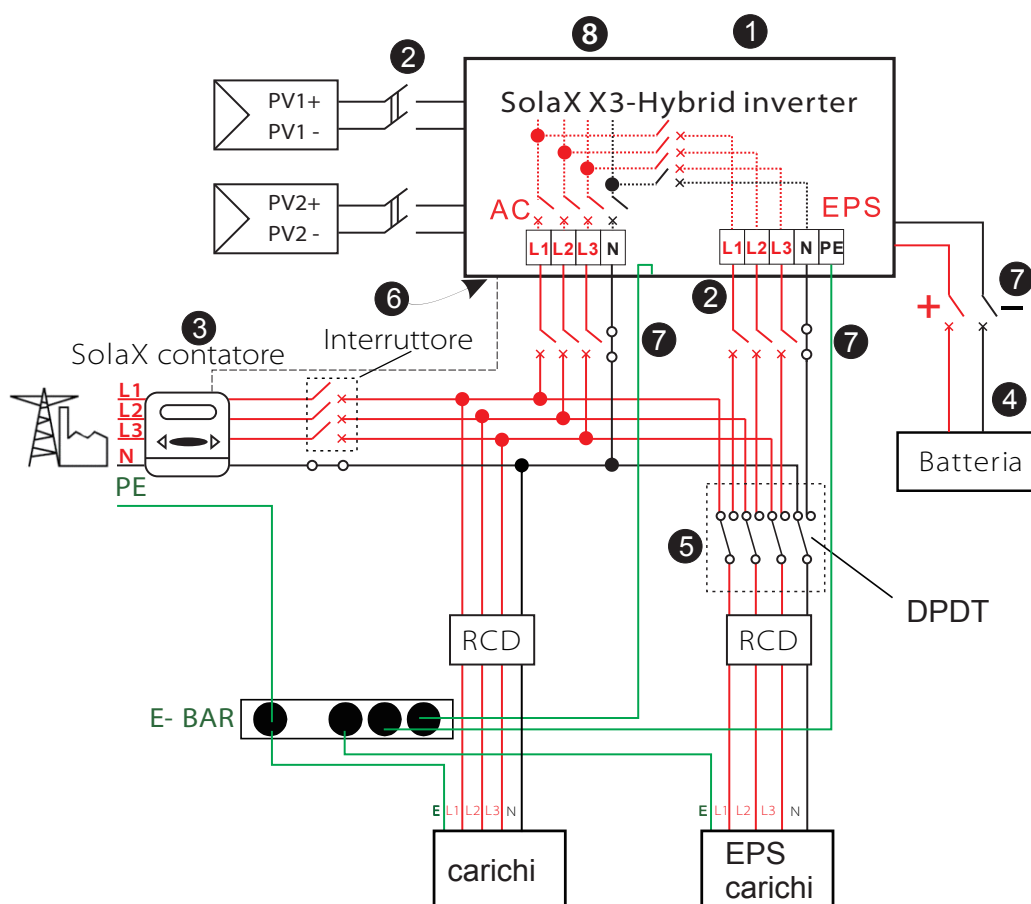 8
1
2
PV1+
PV1 -
SolaX X3-Hybrid inverter
PV2+
PV2 -
AC
EPS
L1 L2 L3 N
L1 L2 L3 N PE
6
2
7
7
+
7
3
SolaX contatore
Interruttore
4
L1
L2
L3
N
PE
Batteria
5
DPDT
RCD
RCD
E- BAR
E L1 L2 L3 N
E L1 L2 L3 N
carichi
EPS
carichi